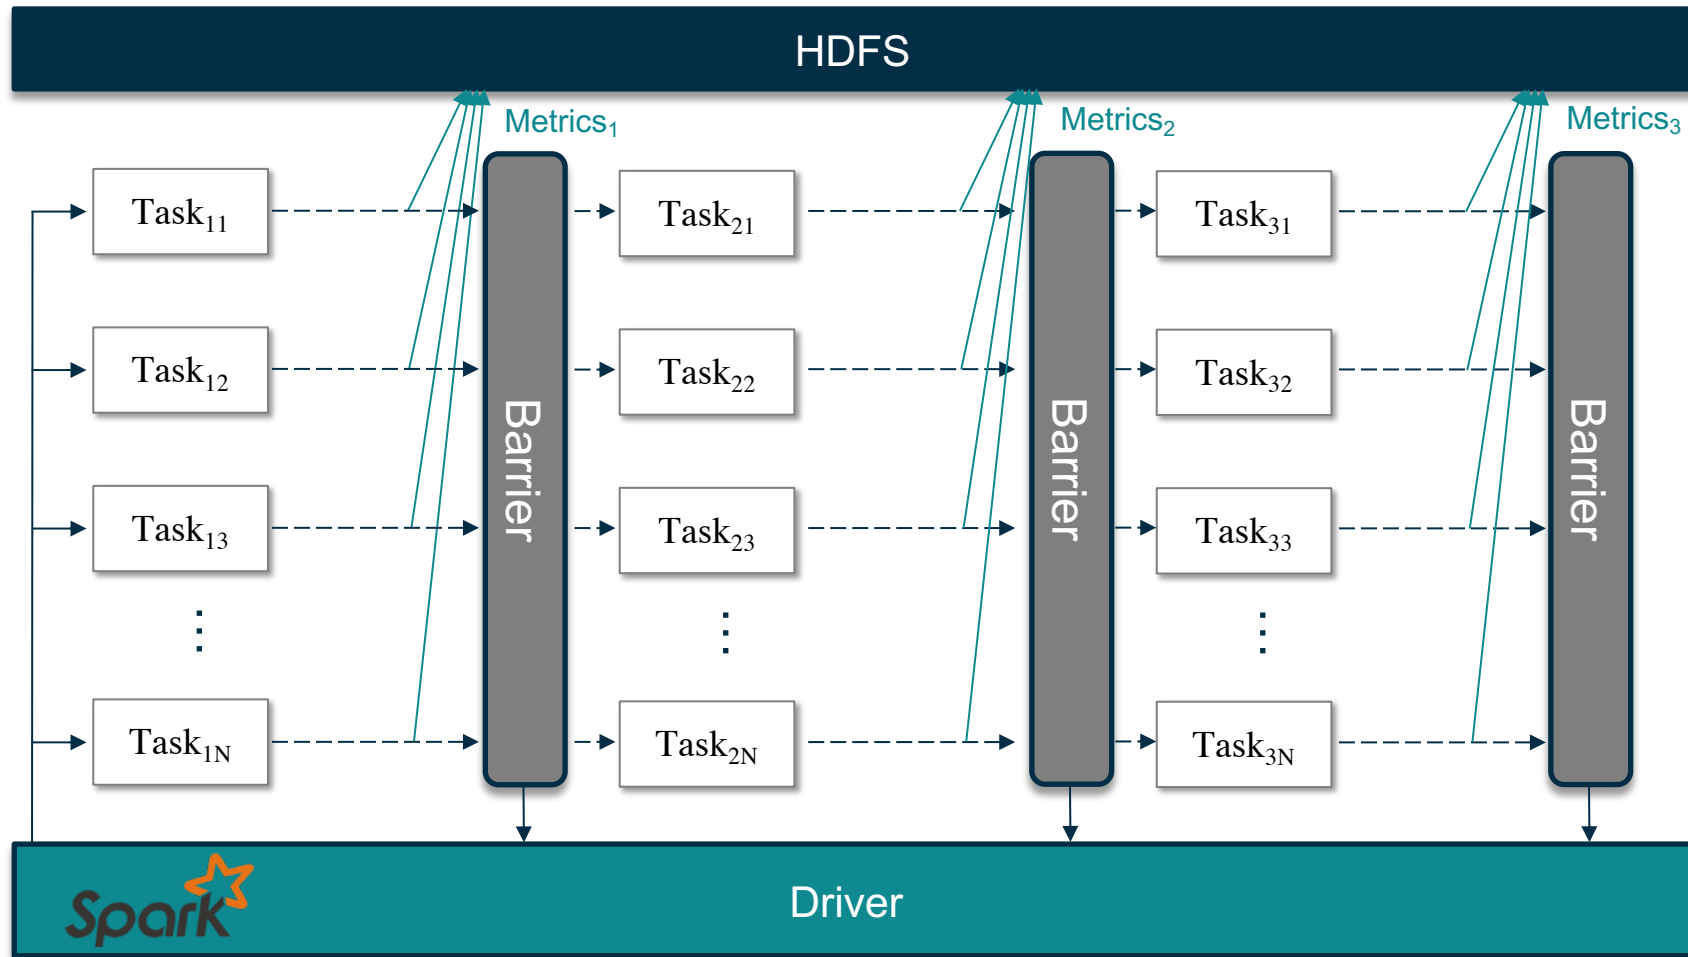 HDFS
Metrics₁
Metrics₂
Metrics₃
Task₁₁
Task₂₁
Task₃₁
Task₁₂
Task₂₂
Task₃₂
Barrier
Barrier
Barrier
Task₁₃
Task₂₃
Task₃₃
⋮
⋮
⋮
Task₁N
Task₂N
Task₃N
Spark
Driver